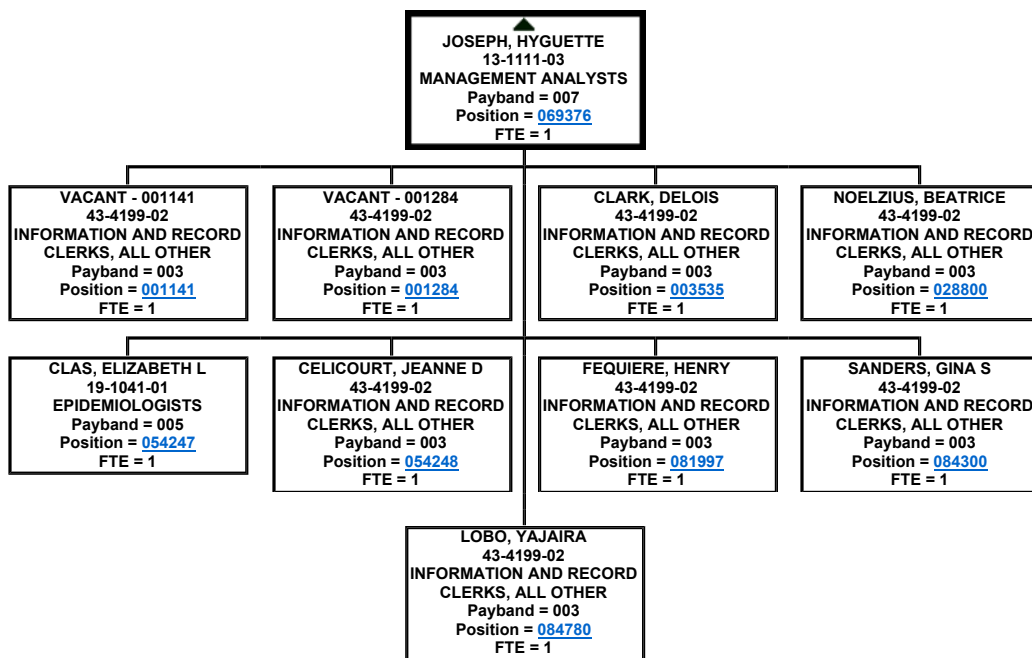 JOSEPH, HYGUETTE
13-1111-03
MANAGEMENT ANALYSTS
Payband = 007
Position = 069376
FTE = 1
VACANT - 001141
43-4199-02
INFORMATION AND RECORD
CLERKS, ALL OTHER
Payband = 003
Position = 001141
FTE = 1
VACANT - 001284
43-4199-02
INFORMATION AND RECORD
CLERKS, ALL OTHER
Payband = 003
Position = 001284
FTE = 1
CLARK, DELOIS
43-4199-02
INFORMATION AND RECORD
CLERKS, ALL OTHER
Payband = 003
Position = 003535
FTE = 1
NOELZIUS, BEATRICE
43-4199-02
INFORMATION AND RECORD
CLERKS, ALL OTHER
Payband = 003
Position = 028800
FTE = 1
CLAS, ELIZABETH L
19-1041-01
EPIDEMIOLOGISTS
Payband = 005
Position = 054247
FTE = 1
CELICOURT, JEANNE D
43-4199-02
INFORMATION AND RECORD
CLERKS, ALL OTHER
Payband = 003
Position = 054248
FTE = 1
FEQUIERE, HENRY
43-4199-02
INFORMATION AND RECORD
CLERKS, ALL OTHER
Payband = 003
Position = 081997
FTE = 1
SANDERS, GINA S
43-4199-02
INFORMATION AND RECORD
CLERKS, ALL OTHER
Payband = 003
Position = 084300
FTE = 1
LOBO, YAJAIRA
43-4199-02
INFORMATION AND RECORD
CLERKS, ALL OTHER
Payband = 003
Position = 084780
FTE = 1